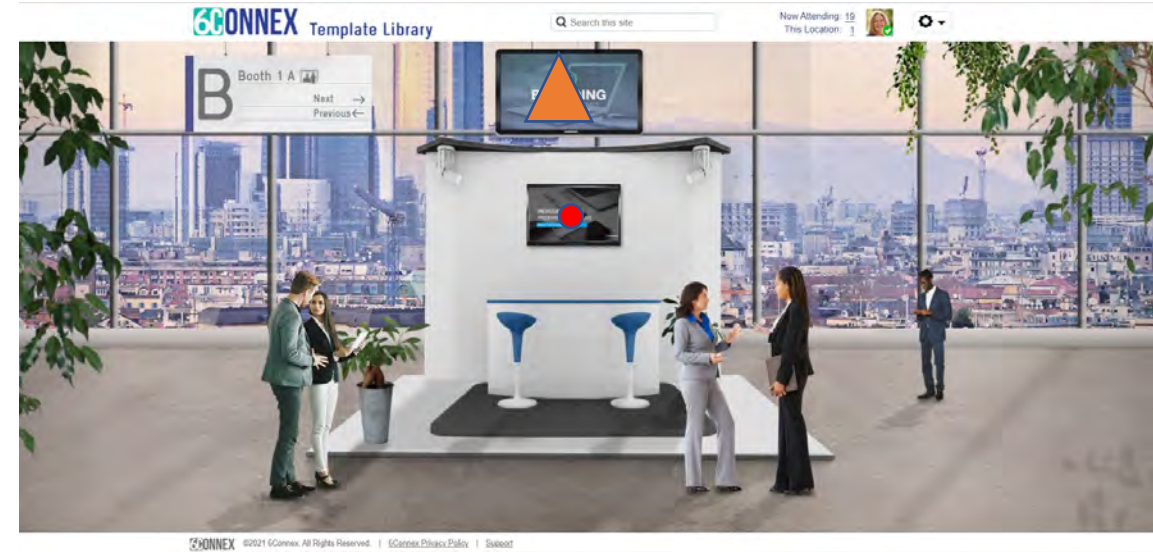 6CONNEX Template Library
Search this site
Now Attending: 19
This Location: 1
B
Booth 1 A
Next →
Previous ←
6CONNEX ©2021 6Connex. All Rights Reserved. | 6Connex Privacy Policy | Support